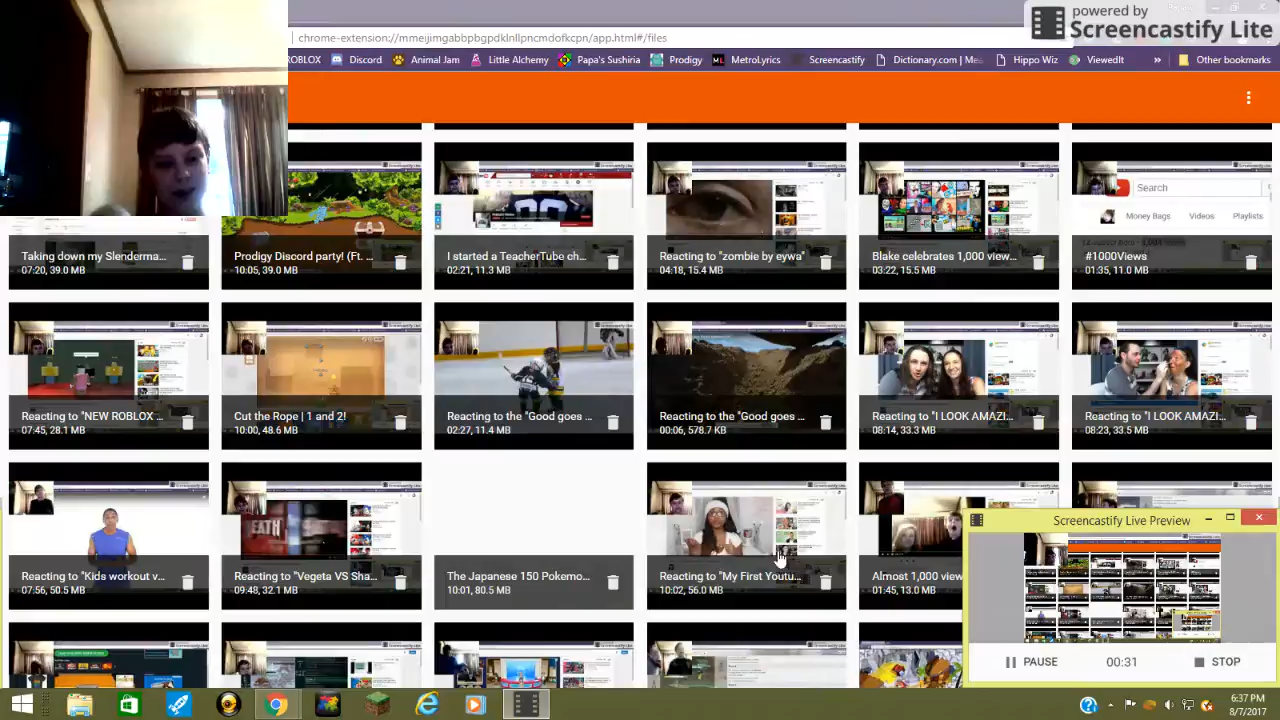 powered by
Screencastify Lite
chrome
app.html#/files
ROBLOX Discord Animal Jam Little Alchemy Papa's Sushiria Prodigy MetroLyrics Screencastify Dictionary.com | Mea Hippo Wiz ViewedIt » Other bookmarks
Search
Money Bags Videos Playlists
Taking down my Slenderma... Prodigy Discord party! (Ft. ... I started a TeacherTube ch... Reacting to "zombie by eywa" Blake celebrates 1,000 view... #1000Views
07:20, 39.0 MB 10:05, 39.0 MB 02:21, 11.3 MB 04:18, 15.4 MB 03:22, 15.5 MB 01:35, 11.0 MB
Reacting to "NEW ROBLOX ... Cut the Rope | 1 and 2! Reacting to the "Good goes ... Reacting to the "Good goes ... Reacting to "I LOOK AMAZI... Reacting to "I LOOK AMAZI...
07:45, 28.1 MB 10:00, 48.6 MB 02:27, 11.4 MB 00:06, 578.7 KB 08:14, 33.3 MB 08:23, 33.5 MB
Screencastify Live Preview
Reacting to "Kids workout v... Reacting to "Vegeta VS The Japanese 150 Pokemo... Reacting to "My First Youtu... Almost 1,000 view
07:56, 50.5 MB 09:48, 32.1 MB 10:01, 80.5 MB 10:02, 56.0 MB 01:45, 13.0 MB
PAUSE 00:31 STOP
6:37 PM
8/7/2017